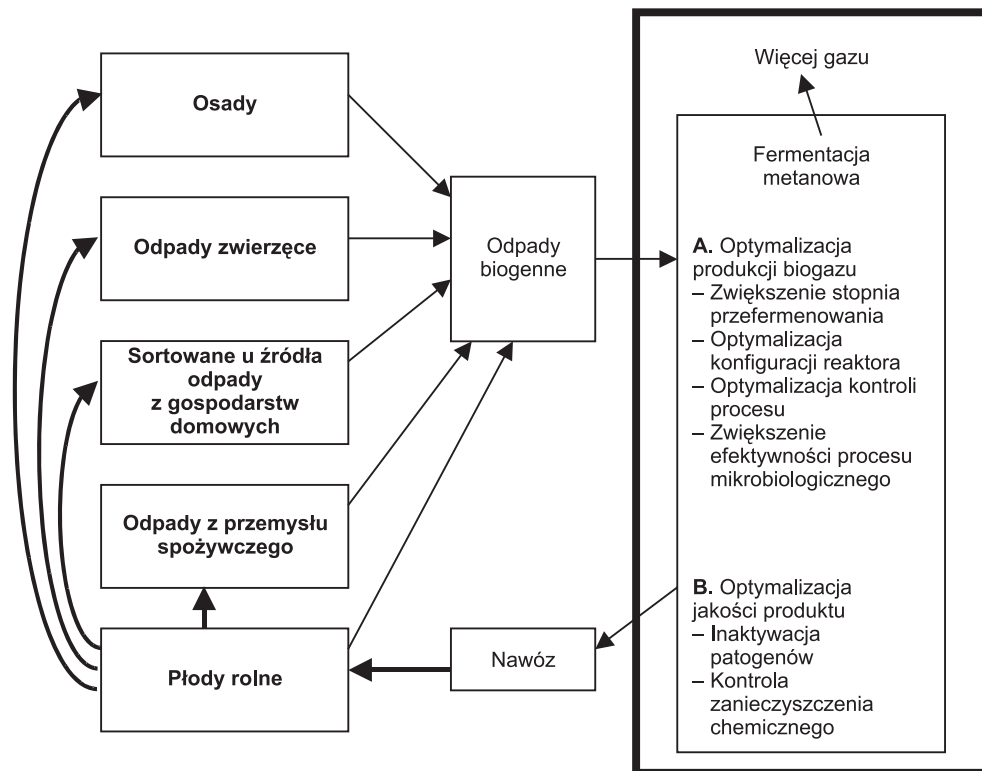 Osady
Odpady zwierzęce
Sortowane u źródła
odpady
z gospodarstw
domowych
Odpady z przemysłu
spożywczego
Płody rolne
Odpady
biogenne
Nawóz
Więcej gazu
Fermentacja
metanowa
A. Optymalizacja
produkcji biogazu
– Zwiększenie stopnia
przefermenowania
– Optymalizacja
konfiguracji reaktora
– Optymalizacja kontroli
procesu
– Zwiększenie
efektywności procesu
mikrobiologicznego
B. Optymalizacja
jakości produktu
– Inaktywacja
patogenów
– Kontrola
zanieczyszczenia
chemicznego